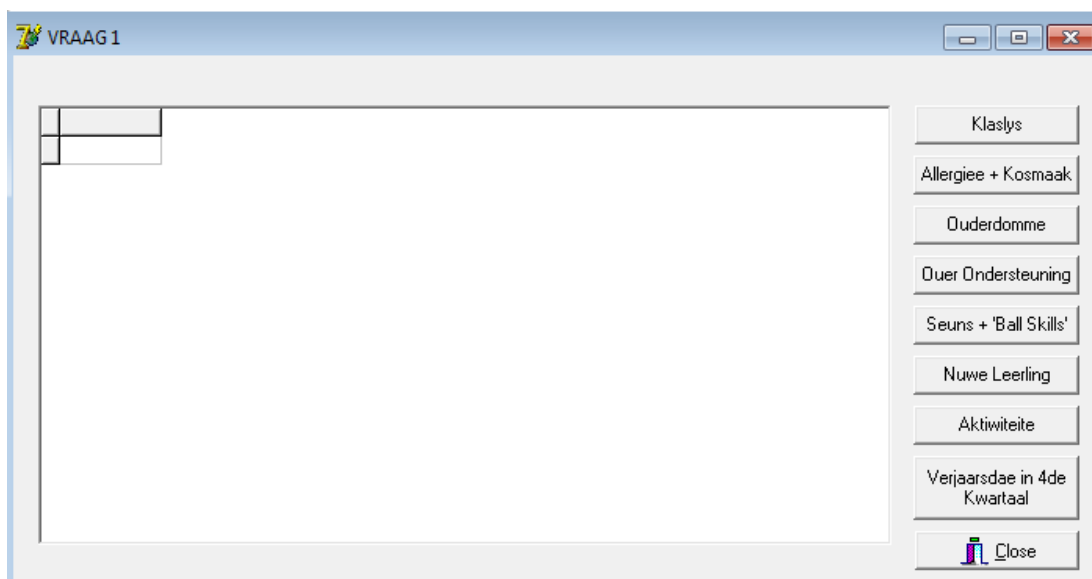 VRAAG 1
Klaslys
Allergiee + Kosmaak
Ouderdomme
Ouer Ondersteuning
Seuns + 'Ball Skills'
Nuwe Leerling
Aktiwiteite
Verjaarsdae in 4de
Kwartaal
Close